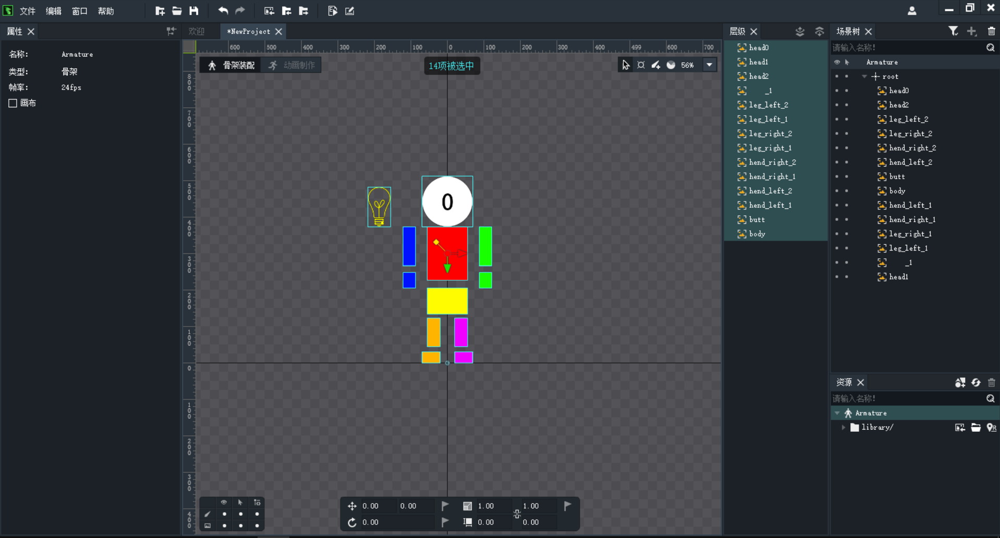 文件 编辑 窗口 帮助
属性 欢迎 *NewProject 层级 场景树
名称: Armature
类型: 骨架
帧率: 24fps
画布
600 500 400 300 200 100 0 100 200 300 400 499 600 700
骨架装配 动画制作
14项被选中
56%
800
700
600
500
400
300
200
100
0
100
200
300
400
0
head0
head1
head2
_1
leg_left_2
leg_left_1
leg_right_2
leg_right_1
hend_right_2
hend_right_1
hend_left_2
hend_left_1
butt
body
请输入名称!
Armature
root
head0
head2
leg_left_2
leg_right_2
hend_right_2
hend_left_2
butt
body
hend_left_1
hend_right_1
leg_right_1
leg_left_1
_1
head1
资源
请输入名称!
Armature
library/
0.00 0.00 1.00 1.00
0.00 0.00 0.00